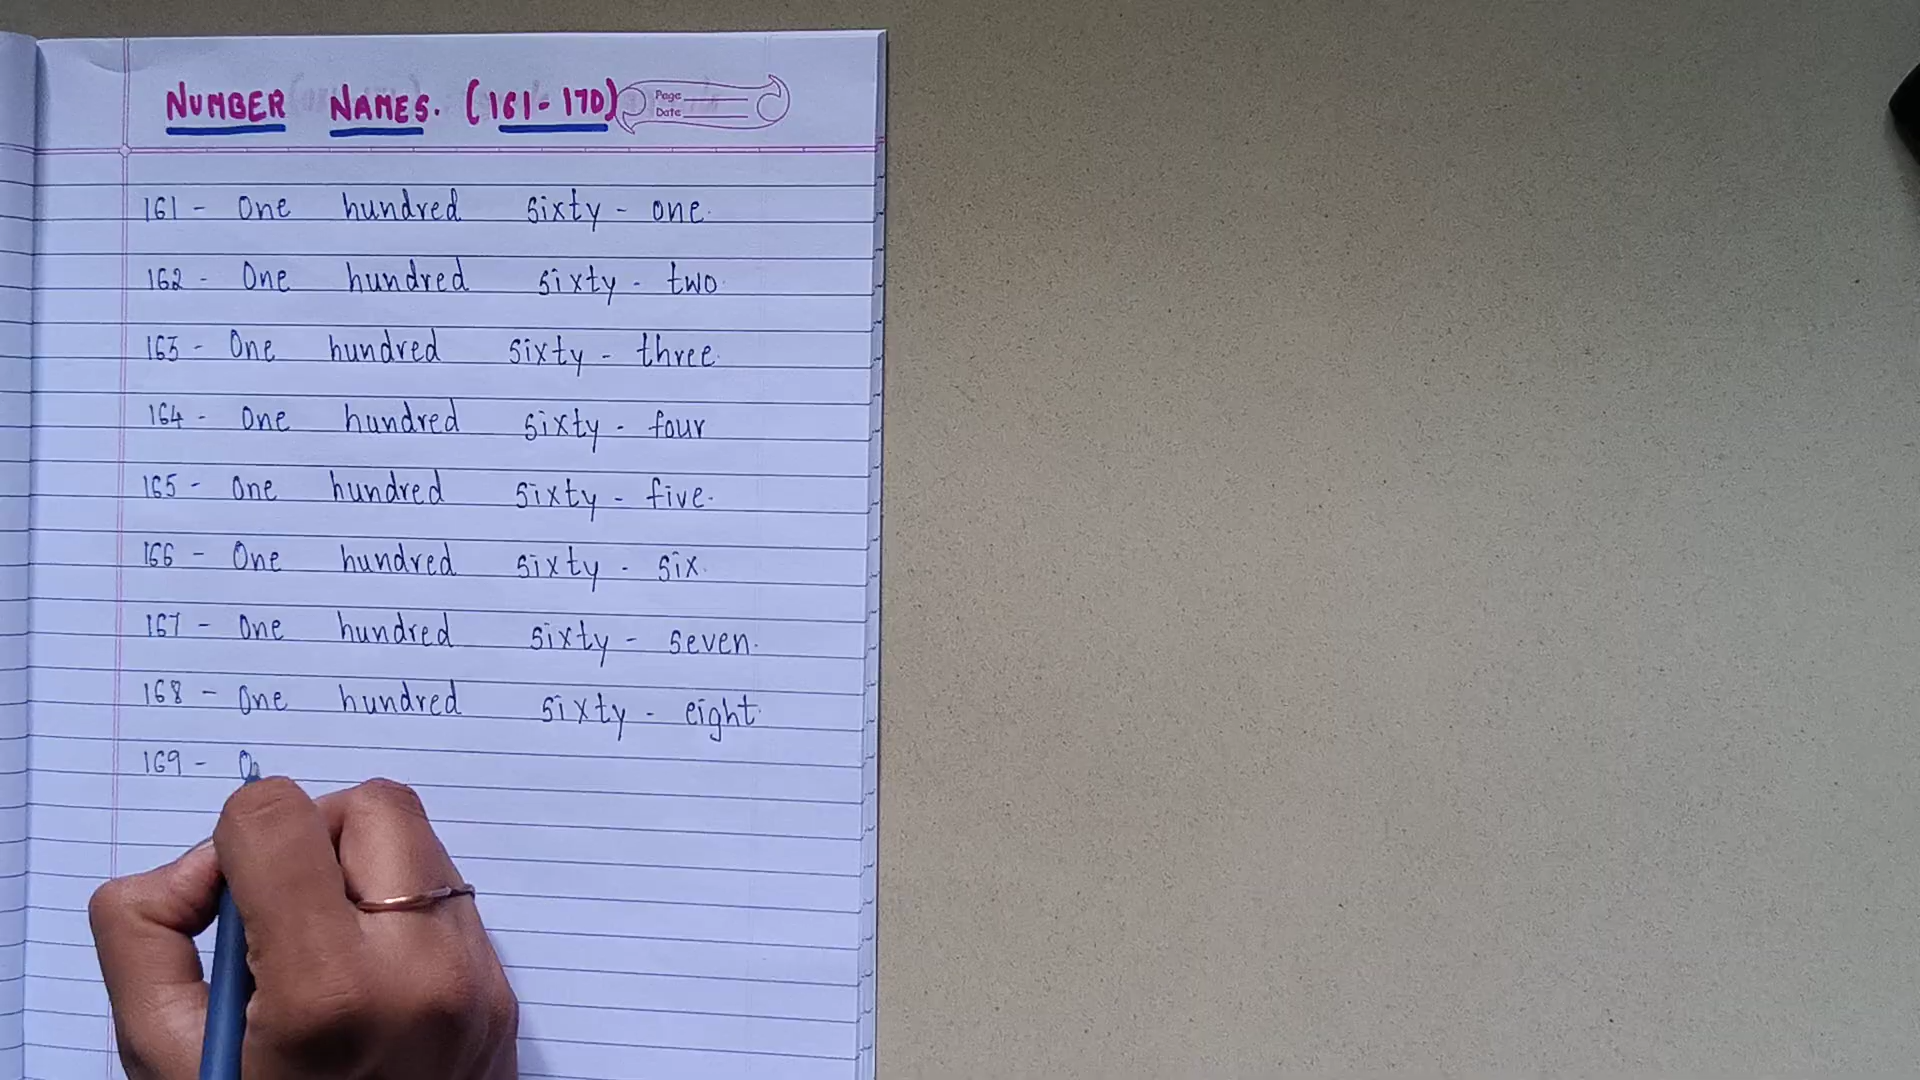 NUMBER NAMES. (161-170)
Page
Date
161 - One hundred sixty - one.
162 - One hundred sixty - two.
163 - One hundred sixty - three.
164 - One hundred sixty - four
165 - One hundred sixty - five.
166 - One hundred sixty - six.
167 - One hundred sixty - seven.
168 - One hundred sixty - eight.
169 - On